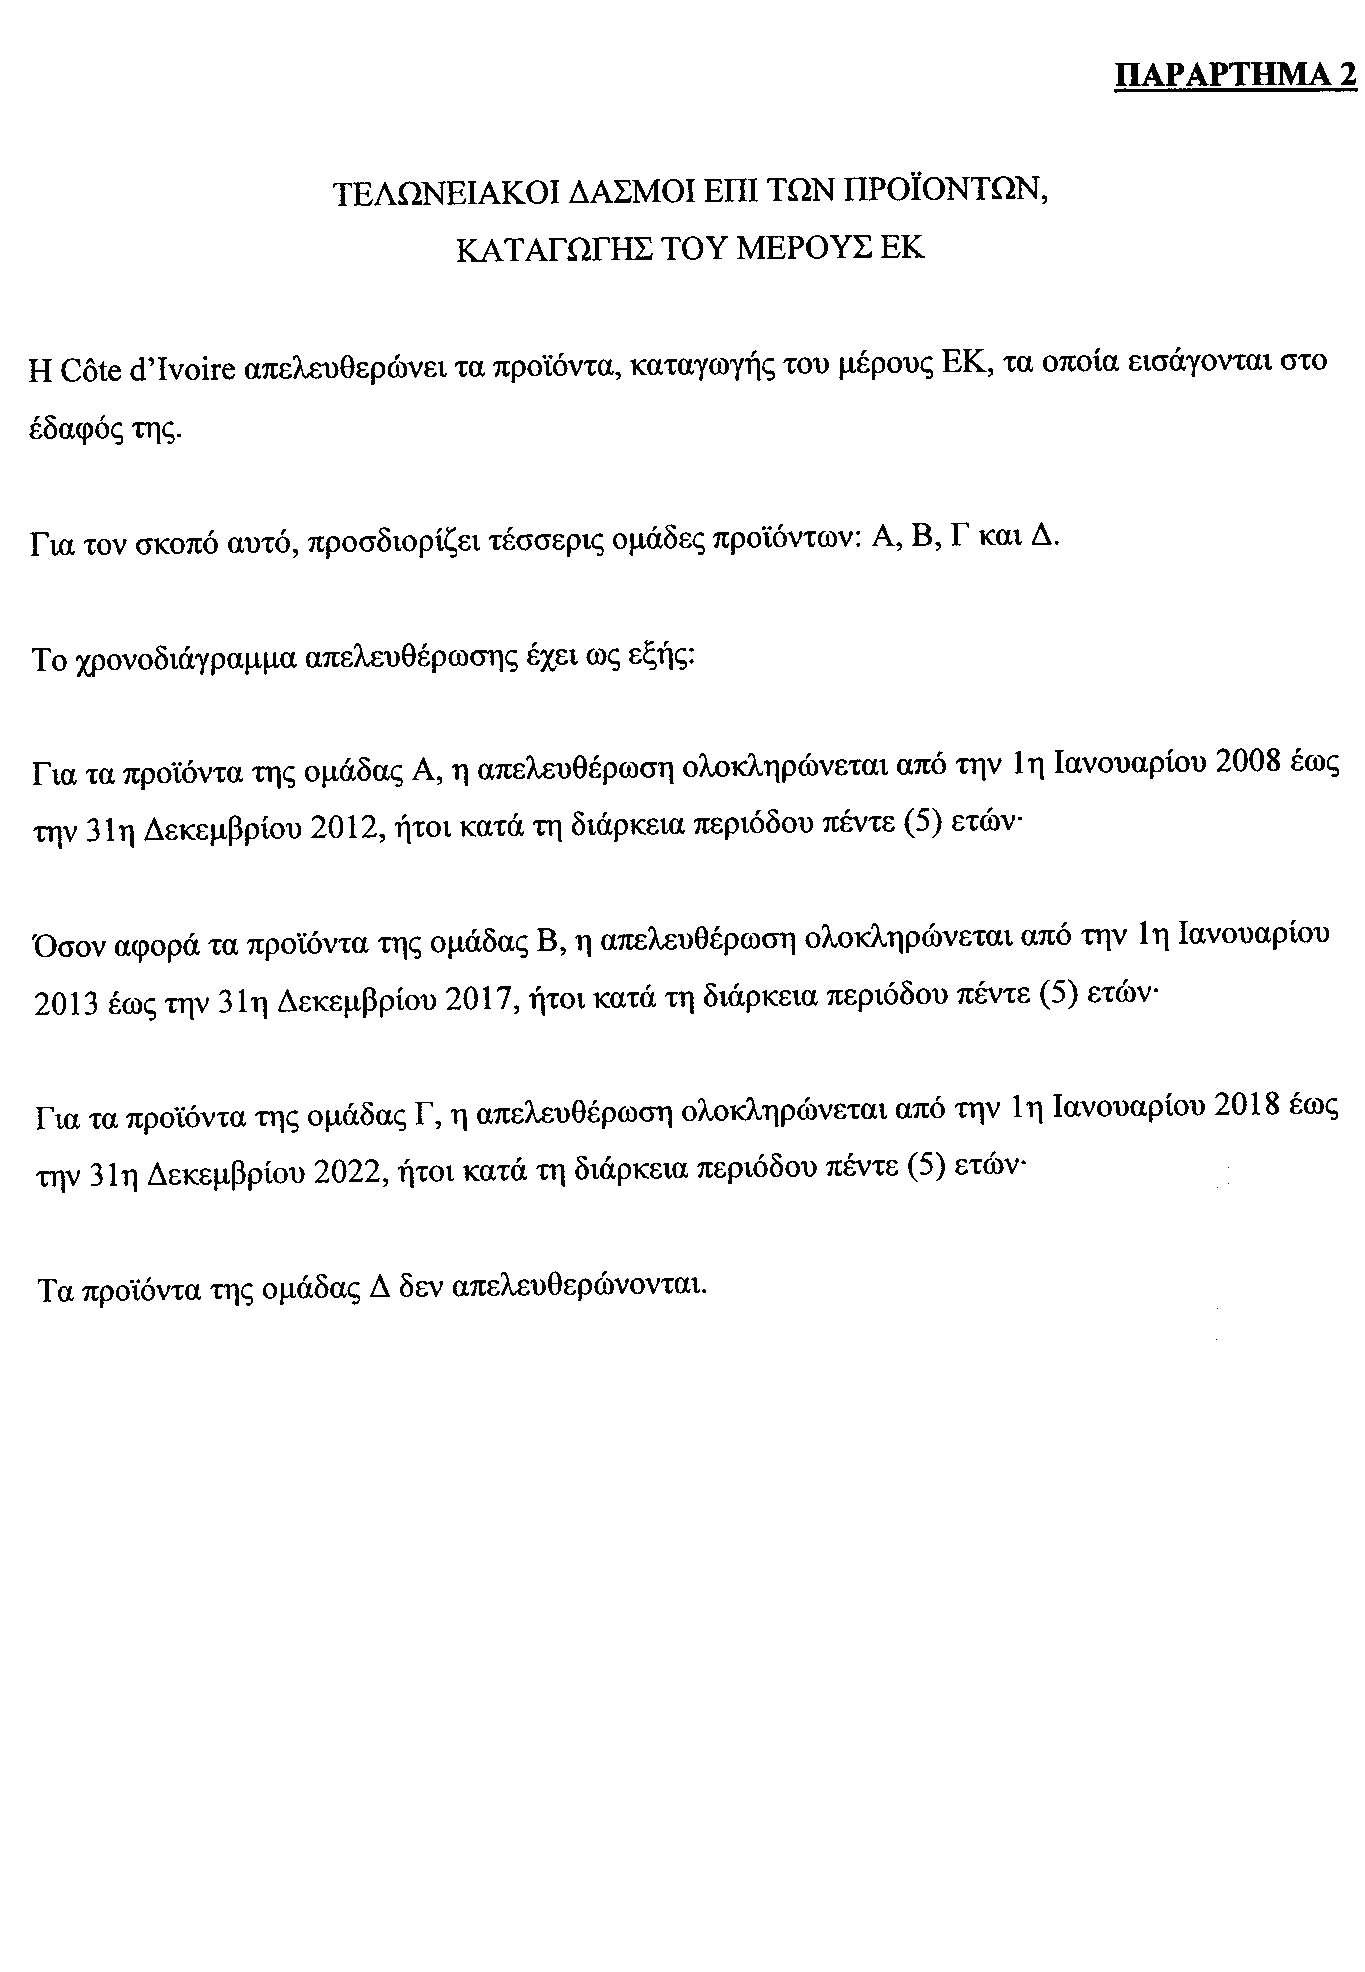 ΠΑΡΑΡΤΗΜΑ 2
ΤΕΛΩΝΕΙΑΚΟΙ ΔΑΣΜΟΙ ΕΠΙ ΤΩΝ ΠΡΟΪΟΝΤΩΝ,
ΚΑΤΑΓΩΓΗΣ ΤΟΥ ΜΕΡΟΥΣ ΕΚ
Η Côte d’Ivoire απελευθερώνει τα προϊόντα, καταγωγής του μέρους ΕΚ, τα οποία εισάγονται στο
έδαφός της.
Για τον σκοπό αυτό, προσδιορίζει τέσσερις ομάδες προϊόντων: Α, Β, Γ και Δ.
Το χρονοδιάγραμμα απελευθέρωσης έχει ως εξής:
Για τα προϊόντα της ομάδας Α, η απελευθέρωση ολοκληρώνεται από την 1η Ιανουαρίου 2008 έως
την 31η Δεκεμβρίου 2012, ήτοι κατά τη διάρκεια περιόδου πέντε (5) ετών·
Όσον αφορά τα προϊόντα της ομάδας Β, η απελευθέρωση ολοκληρώνεται από την 1η Ιανουαρίου
2013 έως την 31η Δεκεμβρίου 2017, ήτοι κατά τη διάρκεια περιόδου πέντε (5) ετών·
Για τα προϊόντα της ομάδας Γ, η απελευθέρωση ολοκληρώνεται από την 1η Ιανουαρίου 2018 έως
την 31η Δεκεμβρίου 2022, ήτοι κατά τη διάρκεια περιόδου πέντε (5) ετών·
Τα προϊόντα της ομάδας Δ δεν απελευθερώνονται.